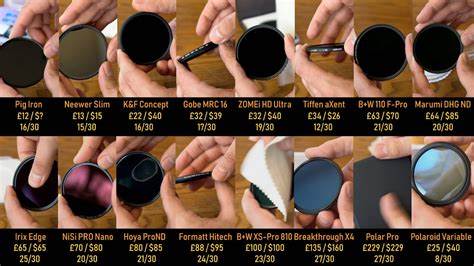 Pig Iron
£12 / $?
16/30
Neewer Slim
£13 / $15
15/30
K&F Concept
£22 / $40
16/30
Gobe MRC 16
£32 / $39
17/30
ZOMEi HD Ultra
£32 / $40
19/30
Tiffen aXent
£34 / $26
12/30
B+W 110 F-Pro
£63 / $70
21/30
Marumi DHG ND
£64 / $85
20/30
Irix Edge
£65 / $65
25/30
NiSi PRO Nano
£70 / $80
20/30
Hoya ProND
£80 / $85
21/30
Formatt Hitech
£88 / $95
24/30
B+W XS-Pro 810
£100 / $100
23/30
Breakthrough X4
£135 / $160
27/30
Polar Pro
£229 / $229
27/30
Polaroid Variable
£25 / $40
8/30